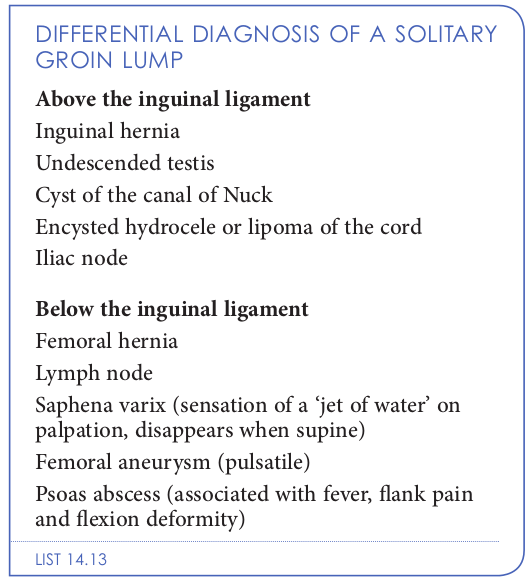 DIFFERENTIAL DIAGNOSIS OF A SOLITARY
GROIN LUMP
Above the inguinal ligament
Inguinal hernia
Undescended testis
Cyst of the canal of Nuck
Encysted hydrocele or lipoma of the cord
Iliac node
Below the inguinal ligament
Femoral hernia
Lymph node
Saphena varix (sensation of a ‘jet of water’ on
palpation, disappears when supine)
Femoral aneurysm (pulsatile)
Psoas abscess (associated with fever, flank pain
and flexion deformity)
LIST 14.13